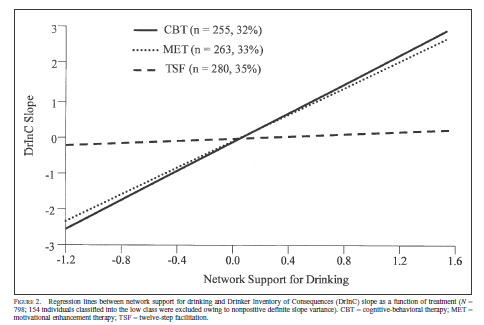 CBT (n = 255, 32%)
MET (n = 263, 33%)
TSF (n = 280, 35%)
3
2
1
0
-1
-2
-3
DrInC Slope
-1.2 -0.8 -0.4 0.0 0.4 0.8 1.2 1.6
Network Support for Drinking
FIGURE 2. Regression lines between network support for drinking and Drinker Inventory of Consequences (DrInC) slope as a function of treatment (N =
798; 154 individuals classified into the low class were excluded owing to nonpositive definite slope variance). CBT = cognitive-behavioral therapy; MET =
motivational enhancement therapy; TSF = twelve-step facilitation.